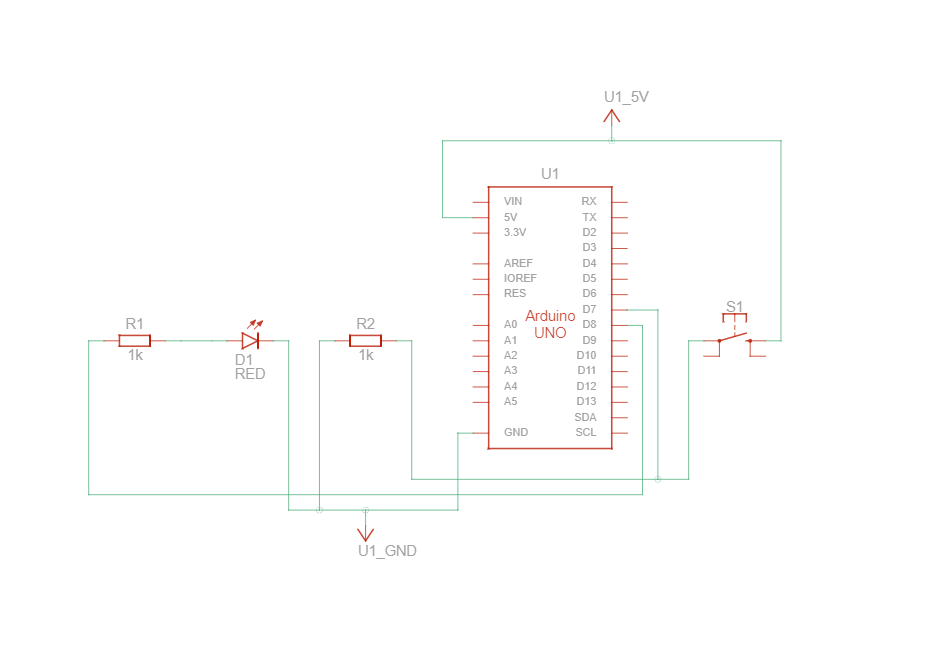 U1_5V
U1
VIN
RX
5V
TX
3.3V
D2
D3
AREF
D4
IOREF
D5
RES
D6
D7
A0
D8
A1
D9
A2
D10
A3
D11
A4
D12
A5
D13
SDA
GND
SCL
Arduino
UNO
S1
R1
1k
D1
RED
R2
1k
U1_GND